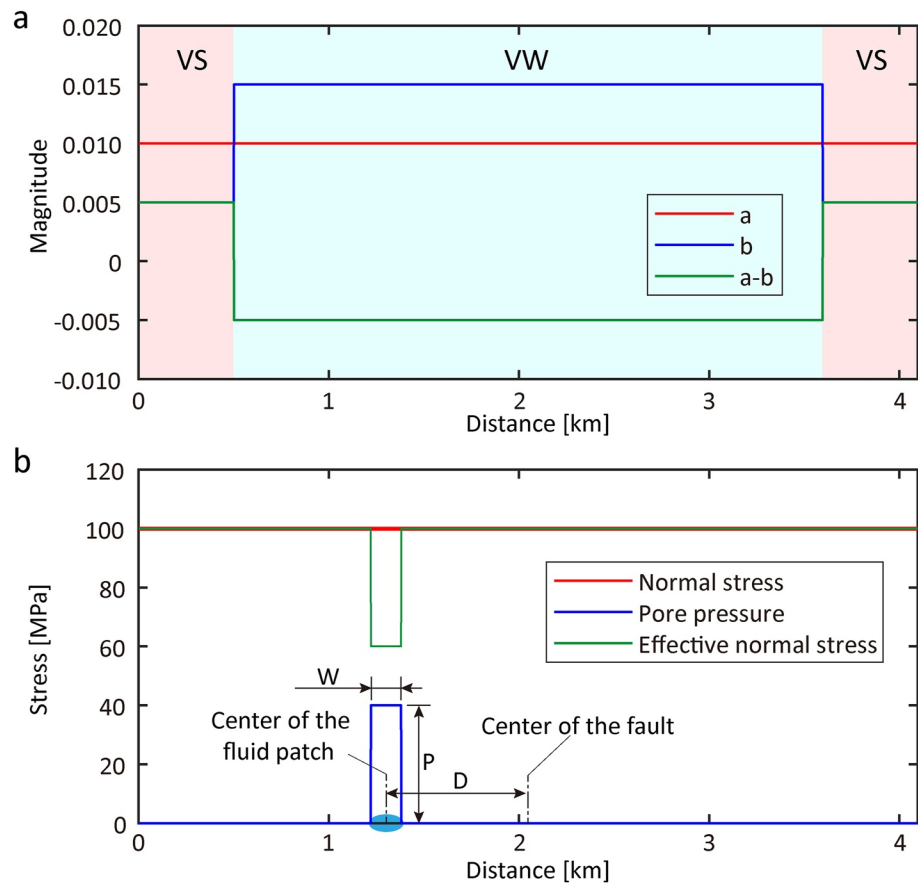 a
VS
VW
VS
0.020
0.015
0.010
0.005
0
-0.005
-0.010
Magnitude
a
b
a-b
0
1
2
3
4
Distance [km]
b
120
100
80
60
40
20
0
Stress [MPa]
Normal stress
Pore pressure
Effective normal stress
W
Center of the
fluid patch
P
D
Center of the fault
0
1
2
3
4
Distance [km]